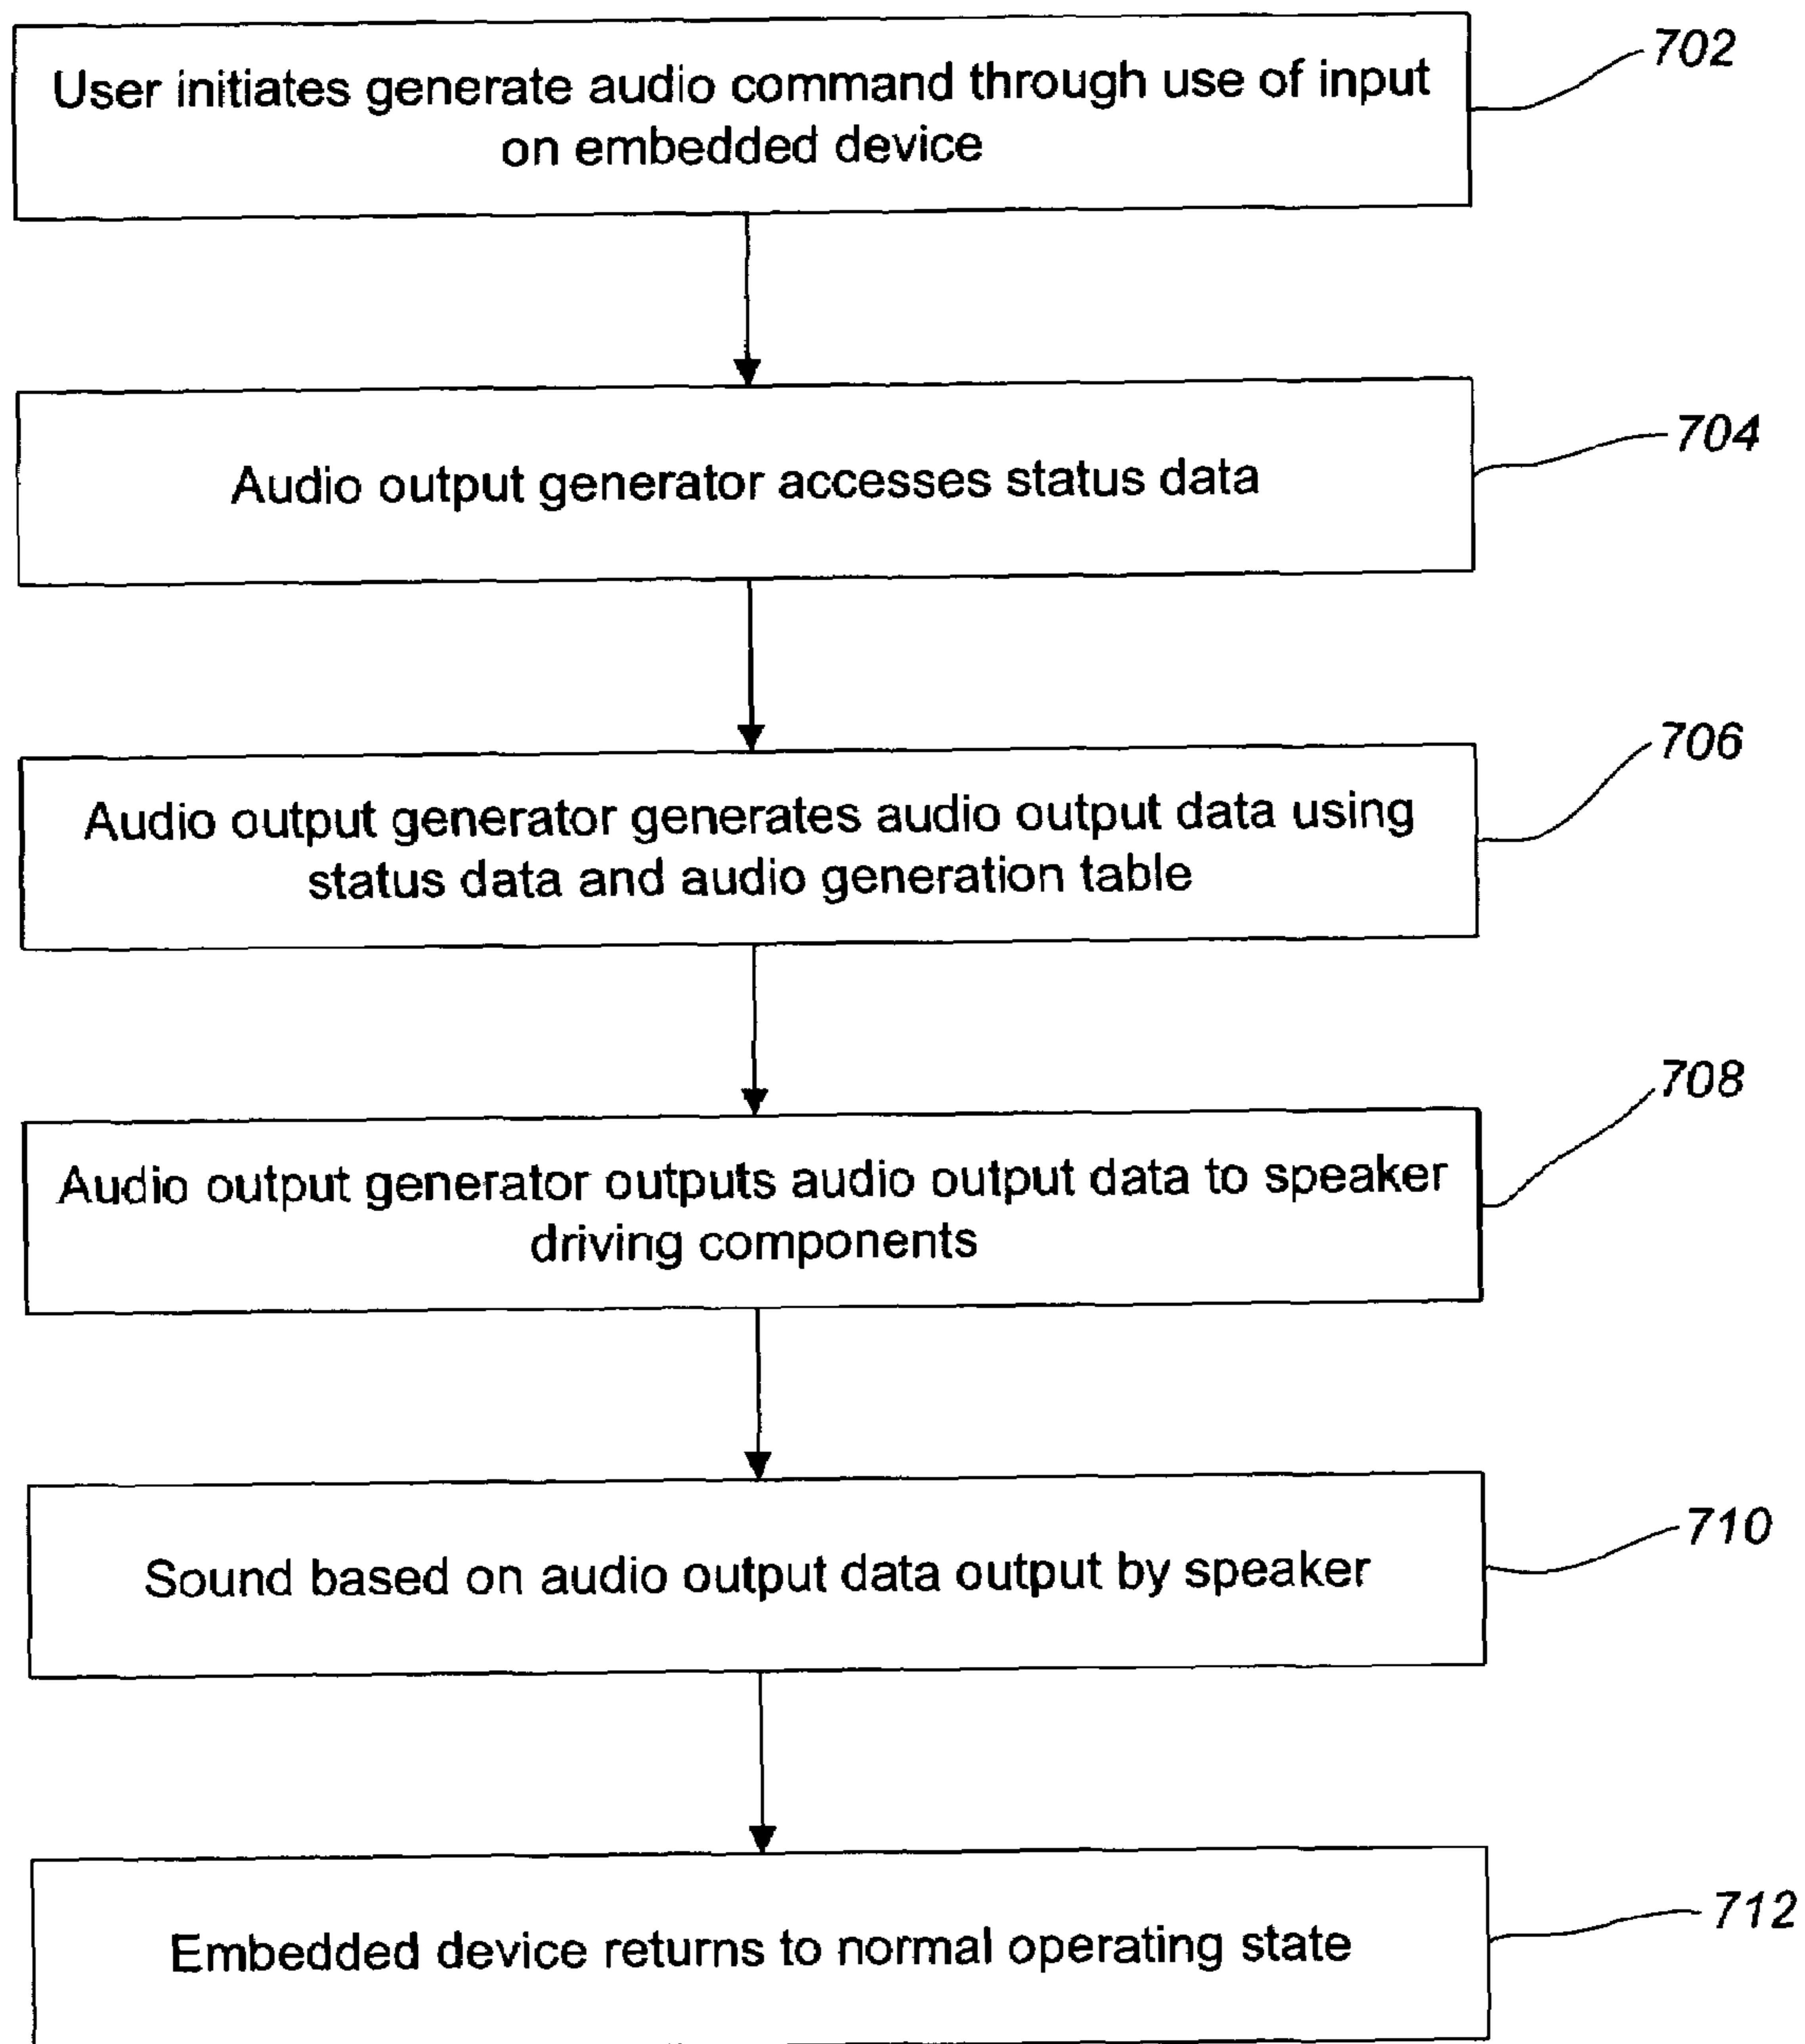 User initiates generate audio command through use of input
on embedded device
702
Audio output generator accesses status data
704
Audio output generator generates audio output data using
status data and audio generation table
706
Audio output generator outputs audio output data to speaker
driving components
708
Sound based on audio output data output by speaker
710
Embedded device returns to normal operating state
712